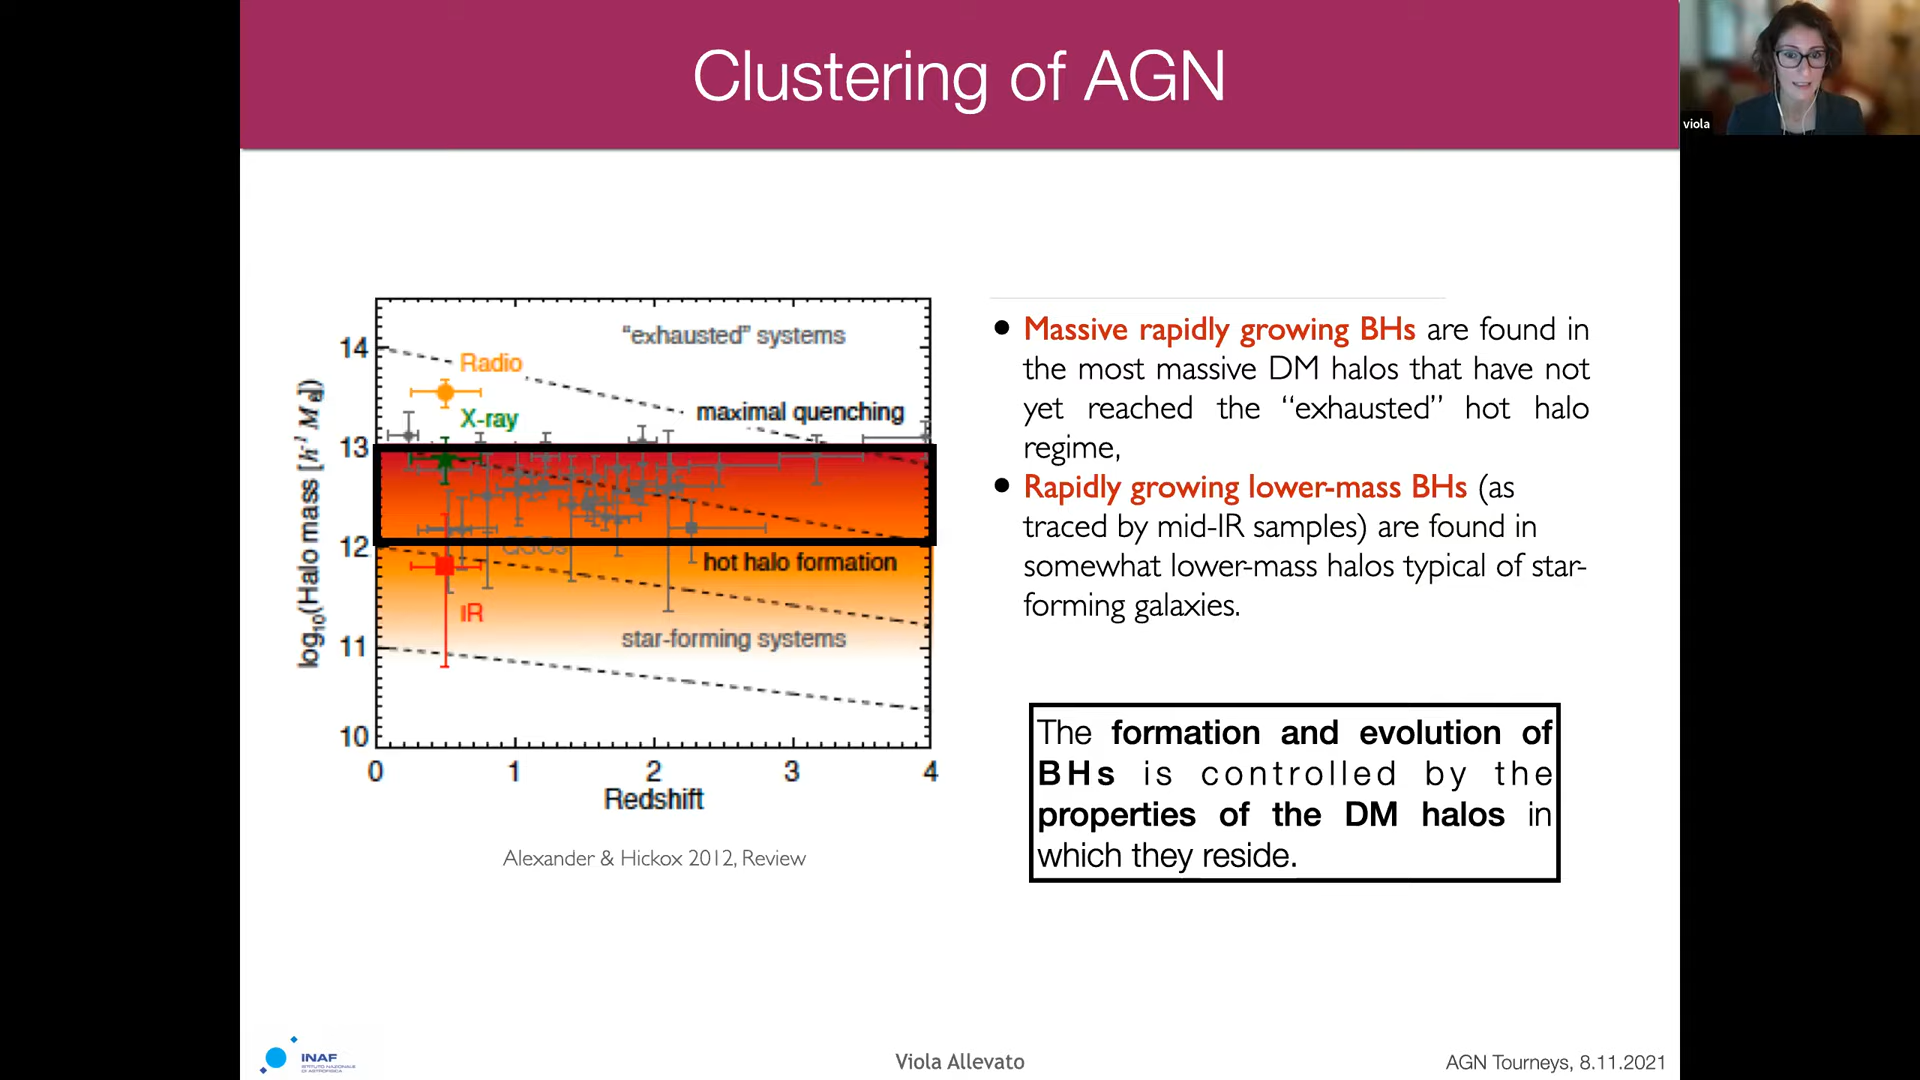 Clustering of AGN
viola
"exhausted" systems
14
Radio
maximal quenching
X-ray
13
12
QSOs
hot halo formation
IR
star-forming systems
11
10
log10(Halo mass [h-1 M⊙])
0 1 2 3 4
Redshift
Alexander & Hickox 2012, Review
● Massive rapidly growing BHs are found in
the most massive DM halos that have not
yet reached the “exhausted” hot halo
regime,
● Rapidly growing lower-mass BHs (as
traced by mid-IR samples) are found in
somewhat lower-mass halos typical of star-
forming galaxies.
The formation and evolution of
BHs is controlled by the
properties of the DM halos in
which they reside.
INAF
ISTITUTO NAZIONALE
DI ASTROFISICA
Viola Allevato
AGN Tourneys, 8.11.2021